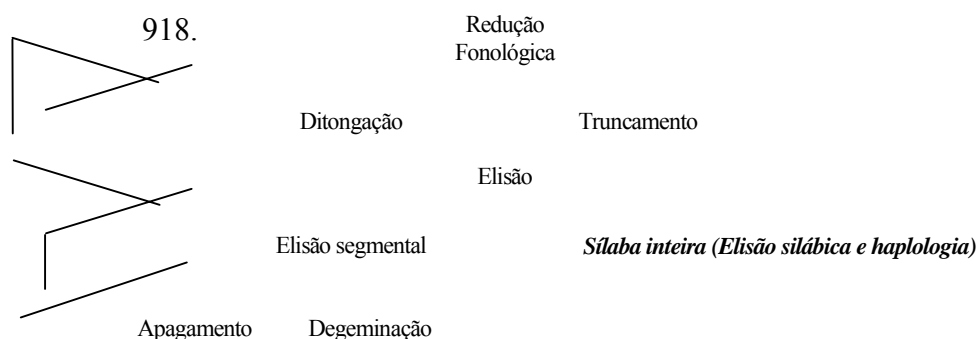 918. Redução
Fonológica
Ditongação Truncamento
Elisão
Elisão segmental Sílaba inteira (Elisão silábica e haplologia)
Apagamento Degeminação